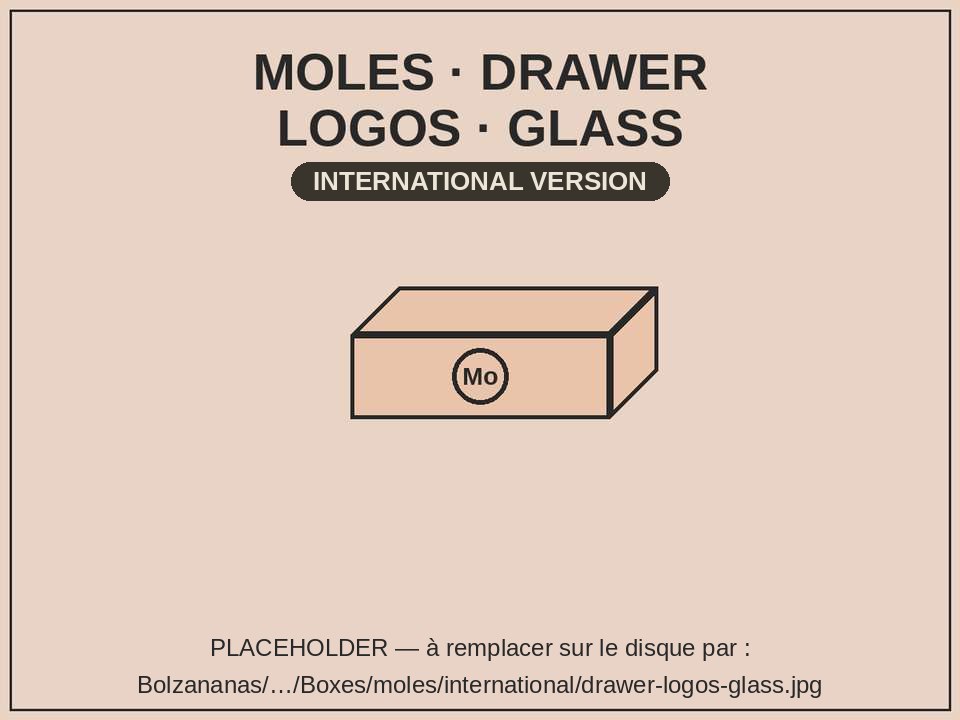 MOLES · DRAWER
LOGOS · GLASS
INTERNATIONAL VERSION
Mo
PLACEHOLDER — à remplacer sur le disque par :
Bolzananas/…/Boxes/moles/international/drawer-logos-glass.jpg